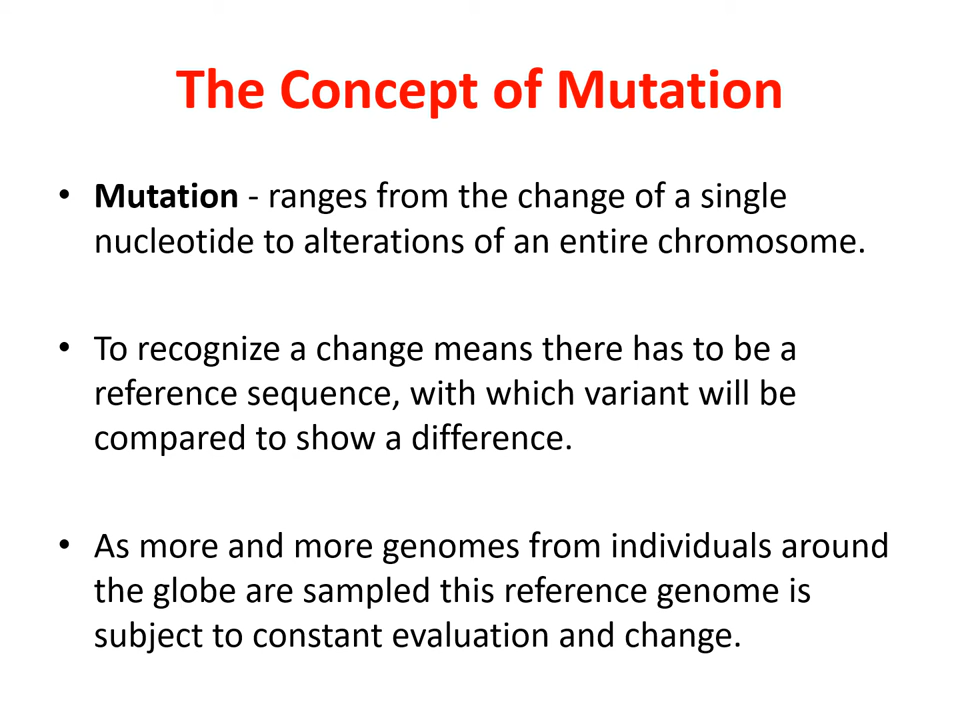 The Concept of Mutation
• Mutation - ranges from the change of a single
nucleotide to alterations of an entire chromosome.
• To recognize a change means there has to be a
reference sequence, with which variant will be
compared to show a difference.
• As more and more genomes from individuals around
the globe are sampled this reference genome is
subject to constant evaluation and change.